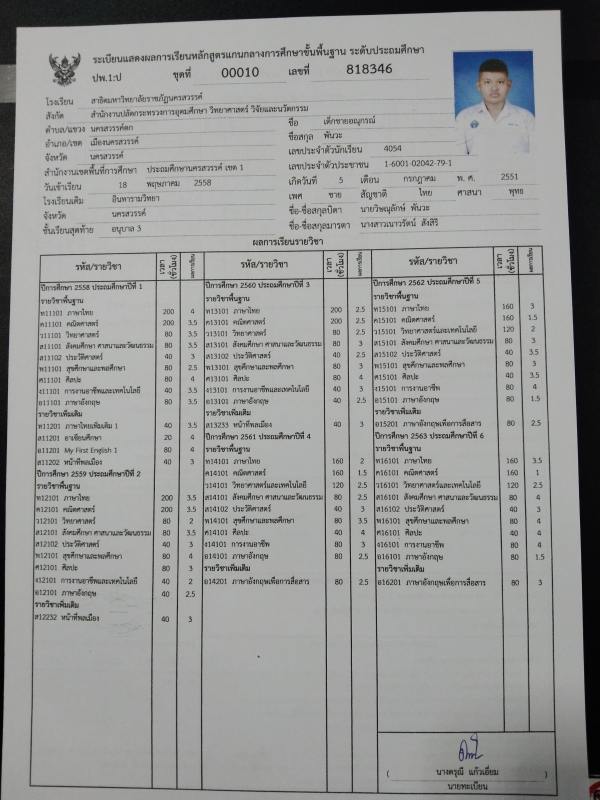 ระเบียนแสดงผลการเรียนหลักสูตรแกนกลางการศึกษาขั้นพื้นฐาน ระดับประถมศึกษา
ปพ.1:ป ชุดที่ 00010 เลขที่ 818346
โรงเรียน สาธิตมหาวิทยาลัยราชภัฏนครสวรรค์
สังกัด สำนักงานปลัดกระทรวงการอุดมศึกษา วิทยาศาสตร์ วิจัยและนวัตกรรม
ตำบล/แขวง นครสวรรค์ตก
อำเภอ/เขต เมืองนครสวรรค์
จังหวัด นครสวรรค์
สำนักงานเขตพื้นที่การศึกษา ประถมศึกษานครสวรรค์ เขต 1
วันเข้าเรียน 18 พฤษภาคม 2558
โรงเรียนเดิม อินทารามวิทยา
จังหวัด นครสวรรค์
ชั้นเรียนสุดท้าย อนุบาล 3
ชื่อ เด็กชายอณูกรณ์
ชื่อสกุล พันวะ
เลขประจำตัวนักเรียน 4054
เลขประจำตัวประชาชน 1-6001-02042-79-1
เกิดวันที่ 5 เดือน กรกฎาคม พ.ศ. 2551
เพศ ชาย สัญชาติ ไทย ศาสนา พุทธ
ชื่อ-ชื่อสกุลบิดา นายวิษณุลักษ์ พันวะ
ชื่อ-ชื่อสกุลมารดา นางสาวเนาวรัตน์ สังสิริ
ผลการเรียนรายวิชา
รหัส/รายวิชา เวลา (ชั่วโมง) ผลการเรียน
ปีการศึกษา 2558 ประถมศึกษาปีที่ 1
รายวิชาพื้นฐาน
ท11101 ภาษาไทย 200 4
ค11101 คณิตศาสตร์ 200 3.5
ว11101 วิทยาศาสตร์ 80 3.5
ส11101 สังคมศึกษา ศาสนาและวัฒนธรรม 80 3.5
ส11102 ประวัติศาสตร์ 40 3
พ11101 สุขศึกษาและพลศึกษา 80 3.5
ศ11101 ศิลปะ 80 4
ง11101 การงานอาชีพและเทคโนโลยี 40 3.5
อ11101 ภาษาอังกฤษ 40 3.5
รายวิชาเพิ่มเติม
ท11201 ภาษาไทยเพิ่มเติม 1 40 3.5
ส11201 อาเซียนศึกษา 20 4
อ11201 My First English 1 80 4
ส11202 หน้าที่พลเมือง 40 3
ปีการศึกษา 2559 ประถมศึกษาปีที่ 2
รายวิชาพื้นฐาน
ท12101 ภาษาไทย 200 3.5
ค12101 คณิตศาสตร์ 200 3.5
ว12101 วิทยาศาสตร์ 80 2
ส12101 สังคมศึกษา ศาสนาและวัฒนธรรม 80 3.5
ส12102 ประวัติศาสตร์ 40 3
พ12101 สุขศึกษาและพลศึกษา 80 4
ศ12101 ศิลปะ 80 3
ง12101 การงานอาชีพและเทคโนโลยี 40 2
อ12101 ภาษาอังกฤษ 40 2.5
รายวิชาเพิ่มเติม
ส12232 หน้าที่พลเมือง 40 3
รหัส/รายวิชา เวลา (ชั่วโมง) ผลการเรียน
ปีการศึกษา 2560 ประถมศึกษาปีที่ 3
รายวิชาพื้นฐาน
ท13101 ภาษาไทย 200 2.5
ค13101 คณิตศาสตร์ 200 2.5
ว13101 วิทยาศาสตร์ 80 2.5
ส13101 สังคมศึกษา ศาสนาและวัฒนธรรม 80 3
ส13102 ประวัติศาสตร์ 40 2.5
พ13101 สุขศึกษาและพลศึกษา 80 3
ศ13101 ศิลปะ 80 4
ง13101 การงานอาชีพและเทคโนโลยี 40 3
อ13101 ภาษาอังกฤษ 40 2.5
รายวิชาเพิ่มเติม
ส13233 หน้าที่พลเมือง 40 3
ปีการศึกษา 2561 ประถมศึกษาปีที่ 4
รายวิชาพื้นฐาน
ท14101 ภาษาไทย 160 2
ค14101 คณิตศาสตร์ 160 1.5
ว14101 วิทยาศาสตร์และเทคโนโลยี 120 2.5
ส14101 สังคมศึกษา ศาสนาและวัฒนธรรม 80 2.5
ส14102 ประวัติศาสตร์ 40 3.5
พ14101 สุขศึกษาและพลศึกษา 80 3.5
ศ14101 ศิลปะ 40 4
ง14101 การงานอาชีพ 80 3
อ14101 ภาษาอังกฤษ 80 2.5
รายวิชาเพิ่มเติม
อ14201 ภาษาอังกฤษเพื่อการสื่อสาร 80 2.5
รหัส/รายวิชา เวลา (ชั่วโมง) ผลการเรียน
ปีการศึกษา 2562 ประถมศึกษาปีที่ 5
รายวิชาพื้นฐาน
ท15101 ภาษาไทย 160 3
ค15101 คณิตศาสตร์ 160 1.5
ว15101 วิทยาศาสตร์และเทคโนโลยี 120 2
ส15101 สังคมศึกษา ศาสนาและวัฒนธรรม 80 3
ส15102 ประวัติศาสตร์ 40 3.5
พ15101 สุขศึกษาและพลศึกษา 80 3
ศ15101 ศิลปะ 40 3.5
ง15101 การงานอาชีพ 80 4
อ15101 ภาษาอังกฤษ 80 1.5
รายวิชาเพิ่มเติม
อ15201 ภาษาอังกฤษเพื่อการสื่อสาร 80 2.5
ปีการศึกษา 2563 ประถมศึกษาปีที่ 6
รายวิชาพื้นฐาน
ท16101 ภาษาไทย 160 3.5
ค16101 คณิตศาสตร์ 160 1
ว16101 วิทยาศาสตร์และเทคโนโลยี 120 2.5
ส16101 สังคมศึกษา ศาสนาและวัฒนธรรม 80 4
ส16102 ประวัติศาสตร์ 40 3
พ16101 สุขศึกษาและพลศึกษา 80 4
ศ16101 ศิลปะ 40 4
ง16101 การงานอาชีพ 80 4
อ16101 ภาษาอังกฤษ 80 1.5
รายวิชาเพิ่มเติม
อ16201 ภาษาอังกฤษเพื่อการสื่อสาร 80 3
( นางดรุณี แก้วเอี่ยม )
นายทะเบียน